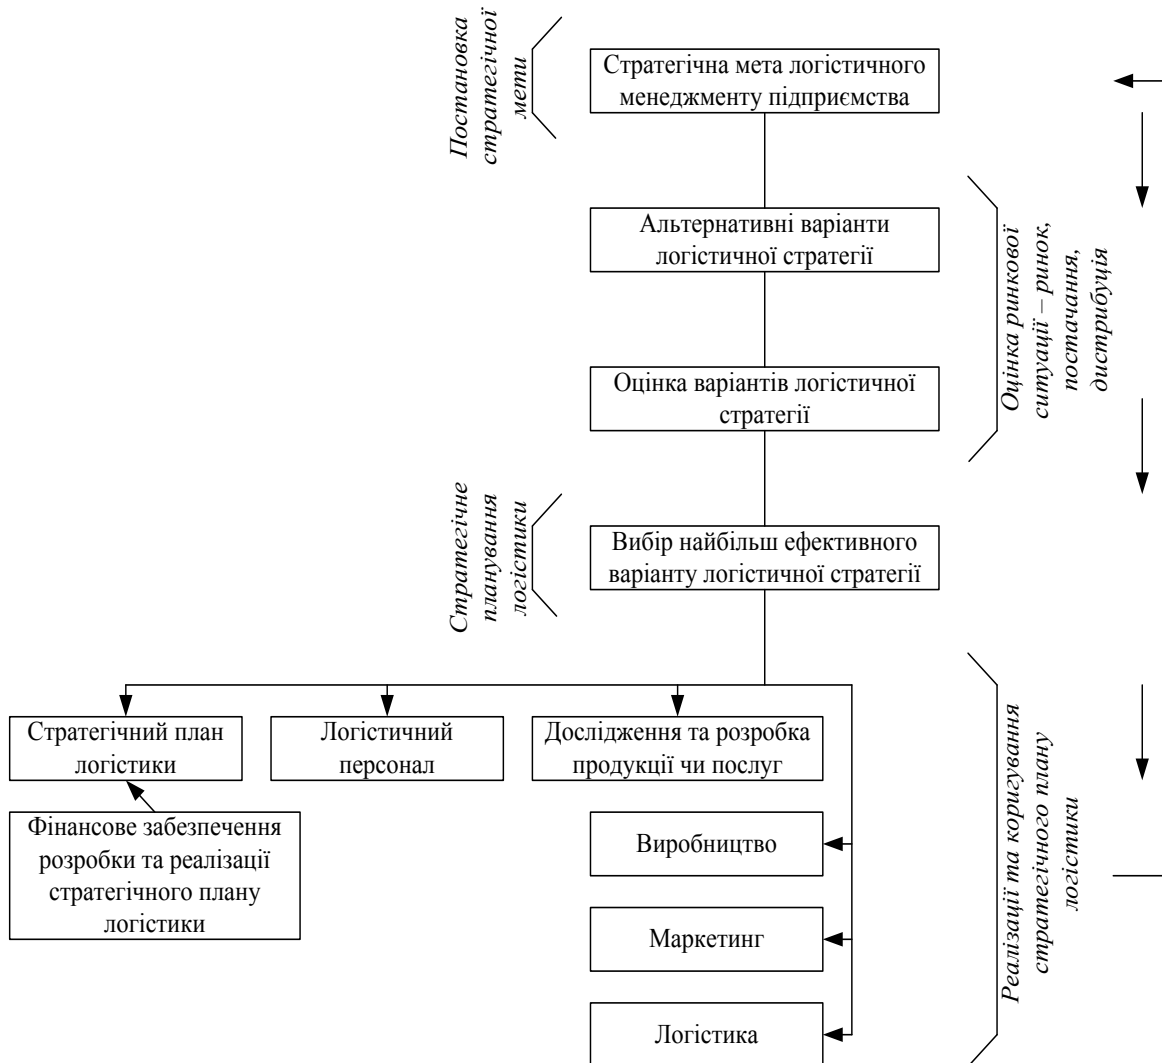 Постановка
стратегічної
мети
Стратегічна мета логістичного
менеджменту підприємства
Альтернативні варіанти
логістичної стратегії
Оцінка варіантів логістичної
стратегії
Оцінка ринкової
ситуації – ринок,
постачання,
дистрибуція
Стратегічне
планування
логістики
Вибір найбільш ефективного
варіанту логістичної стратегії
Стратегічний план
логістики
Логістичний
персонал
Дослідження та розробка
продукції чи послуг
Фінансове забезпечення
розробки та реалізації
стратегічного плану
логістики
Виробництво
Маркетинг
Логістика
Реалізації та коригування
стратегічного плану
логістики